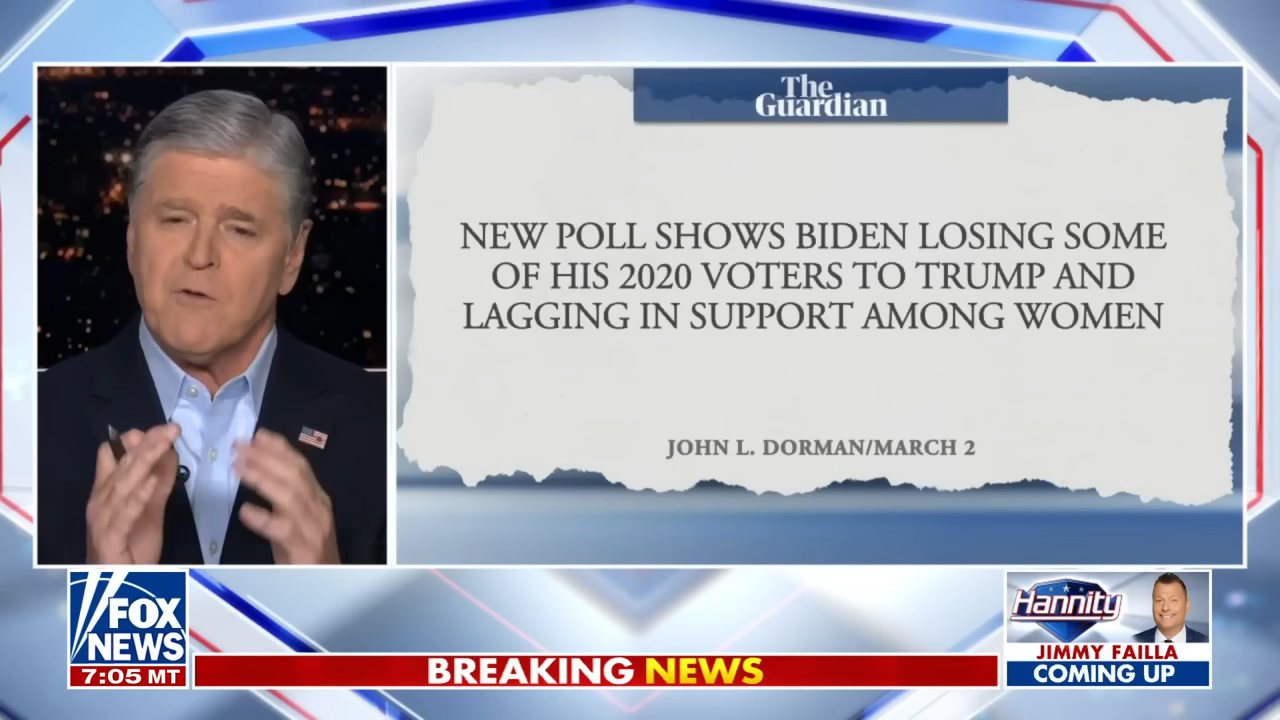 The
Guardian
NEW POLL SHOWS BIDEN LOSING SOME
OF HIS 2020 VOTERS TO TRUMP AND
LAGGING IN SUPPORT AMONG WOMEN
JOHN L. DORMAN/MARCH 2
FOX
NEWS
7:05 MT
BREAKING NEWS
Hannity
JIMMY FAILLA
COMING UP